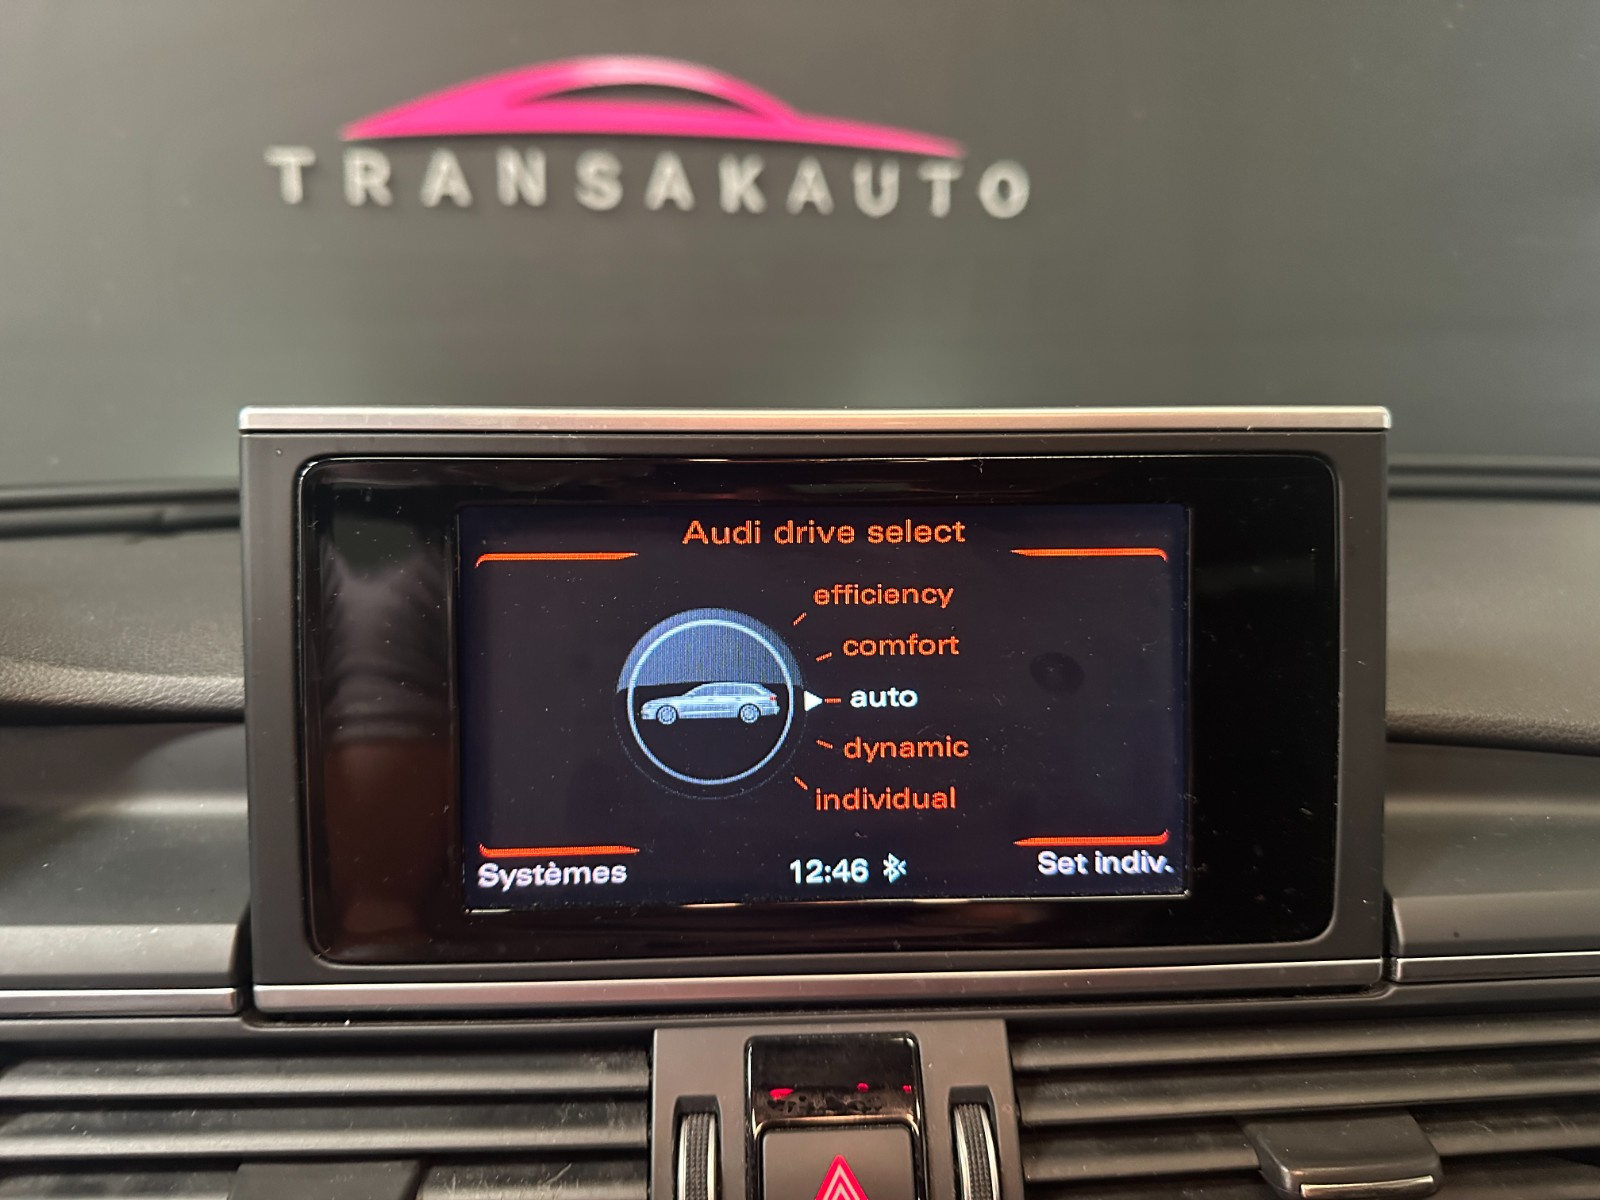 TRANSAKAUTO
Audi drive select
efficiency
comfort
auto
dynamic
individual
Systèmes
12:46
Set indiv.